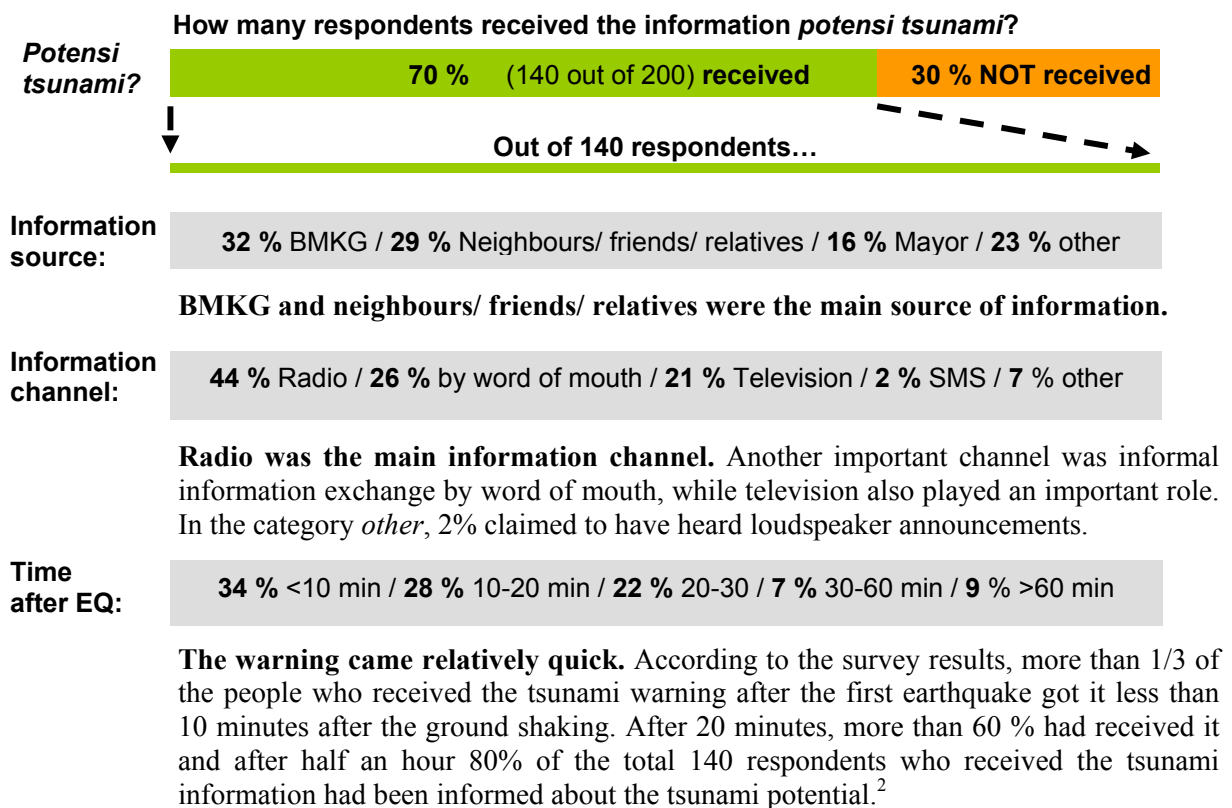 How many respondents received the information potensi tsunami?
Potensi tsunami?
70 % (140 out of 200) received 30 % NOT received
Out of 140 respondents…
Information source:
32 % BMKG / 29 % Neighbours/ friends/ relatives / 16 % Mayor / 23 % other
BMKG and neighbours/ friends/ relatives were the main source of information.
Information channel:
44 % Radio / 26 % by word of mouth / 21 % Television / 2 % SMS / 7 % other
Radio was the main information channel. Another important channel was informal
information exchange by word of mouth, while television also played an important role.
In the category other, 2% claimed to have heard loudspeaker announcements.
Time after EQ:
34 % <10 min / 28 % 10-20 min / 22 % 20-30 / 7 % 30-60 min / 9 % >60 min
The warning came relatively quick. According to the survey results, more than 1/3 of
the people who received the tsunami warning after the first earthquake got it less than
10 minutes after the ground shaking. After 20 minutes, more than 60 % had received it
and after half an hour 80% of the total 140 respondents who received the tsunami
information had been informed about the tsunami potential.2